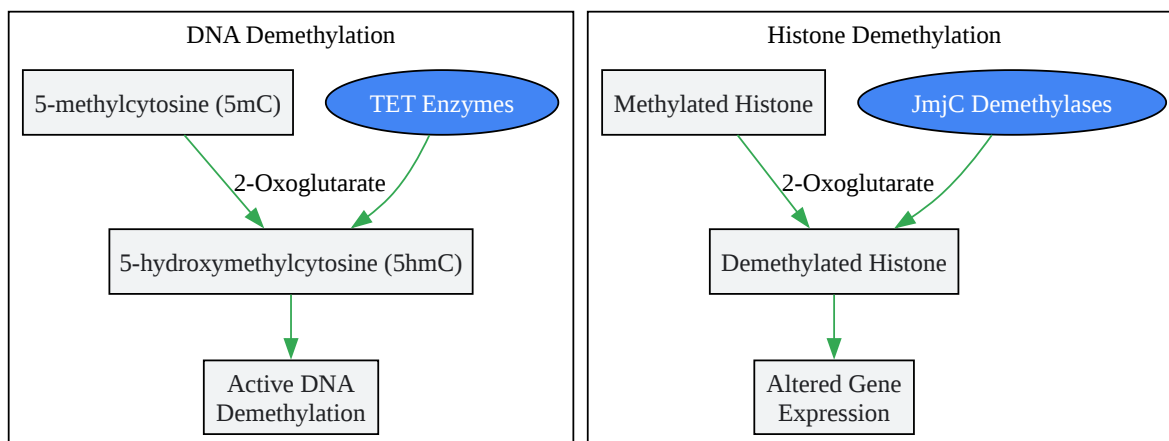 DNA Demethylation
5-methylcytosine (5mC)
TET Enzymes
2-Oxoglutarate
5-hydroxymethylcytosine (5hmC)
Active DNA
Demethylation
Histone Demethylation
Methylated Histone
JmjC Demethylases
2-Oxoglutarate
Demethylated Histone
Altered Gene
Expression